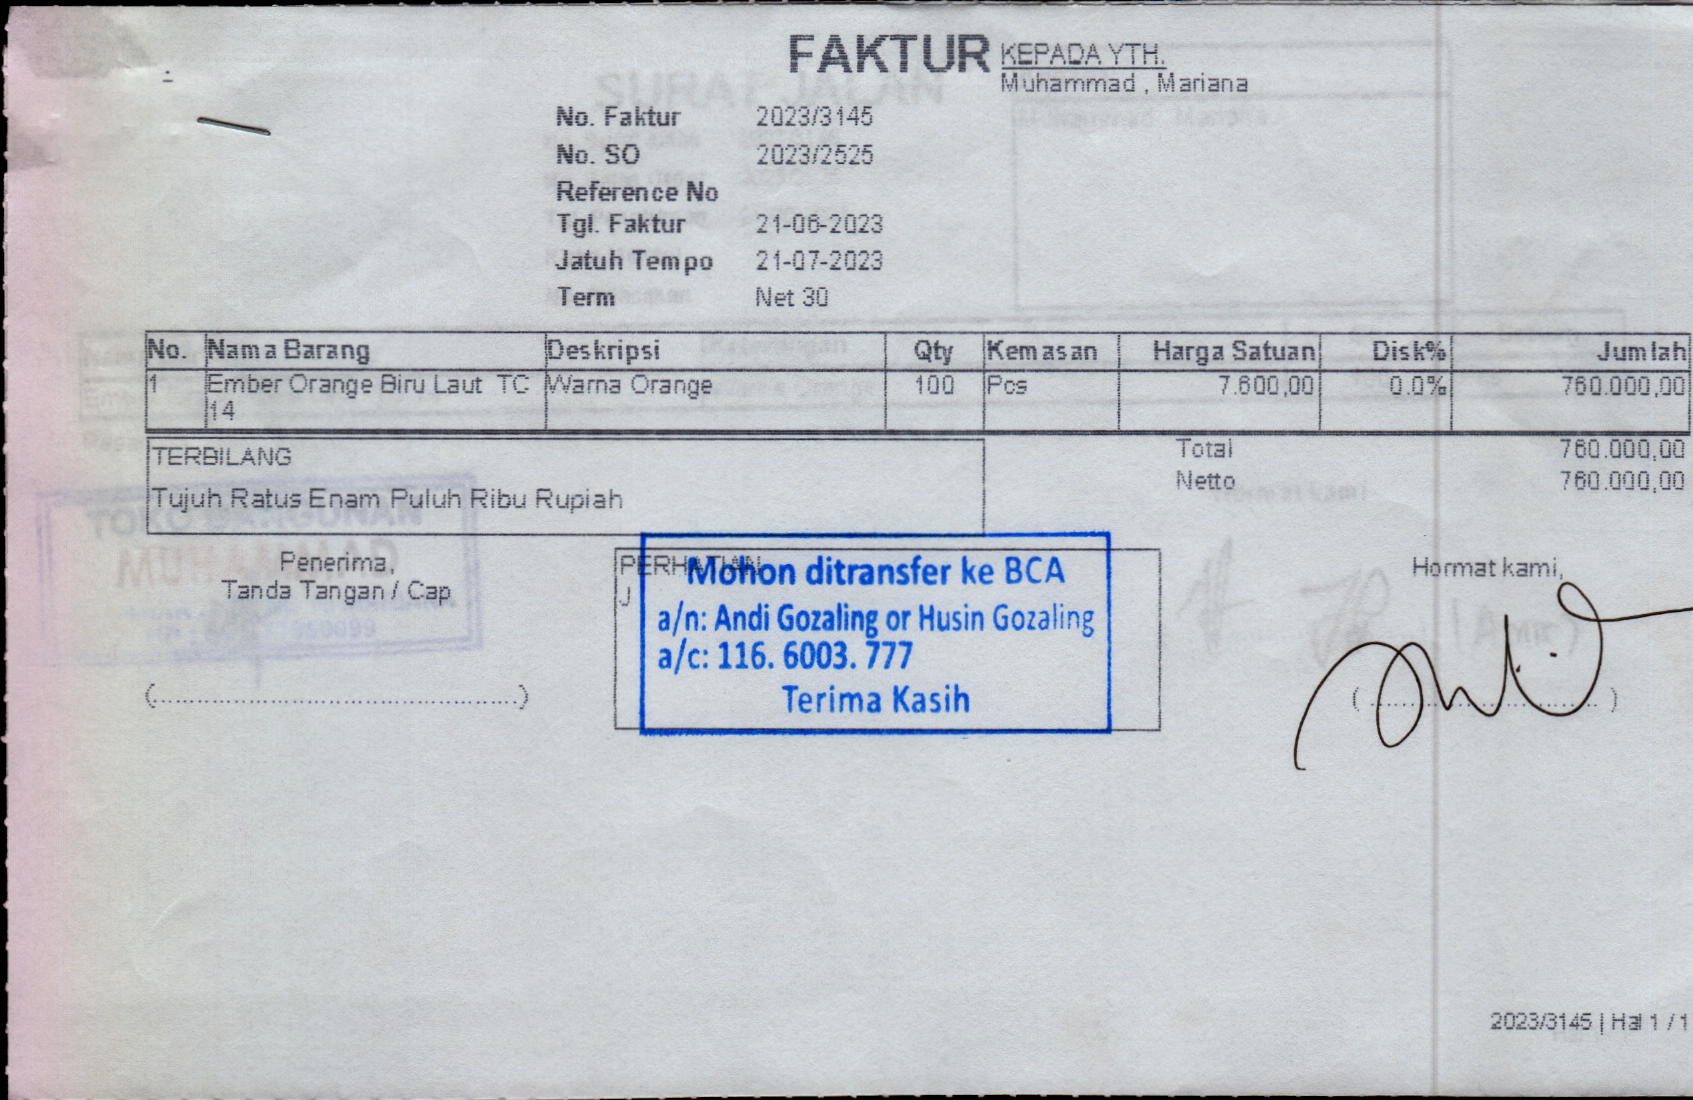 FAKTUR
KEPADA YTH.
Muhammad , Mariana
No. Faktur 2023/3145
No. SO 2023/2525
Reference No
Tgl. Faktur 21-06-2023
Jatuh Tempo 21-07-2023
Term Net 30
No. Nama Barang Deskripsi Qty Kemasan Harga Satuan Disk% Jumlah
1 Ember Orange Biru Laut TC Warna Orange 100 Pcs 7.600,00 0.0% 760.000,00
14
Total 760.000,00
Netto 760.000,00
TERBILANG
Tujuh Ratus Enam Puluh Ribu Rupiah
Penerima,
Tanda Tangan / Cap
(................................................)
PERHATIAN
J
Mohon ditransfer ke BCA
a/n: Andi Gozaling or Husin Gozaling
a/c: 116. 6003. 777
Terima Kasih
Hormat kami,
(..............................)
2023/3145 | Hal 1 / 1
SURAT JALAN
MUHAMMAD